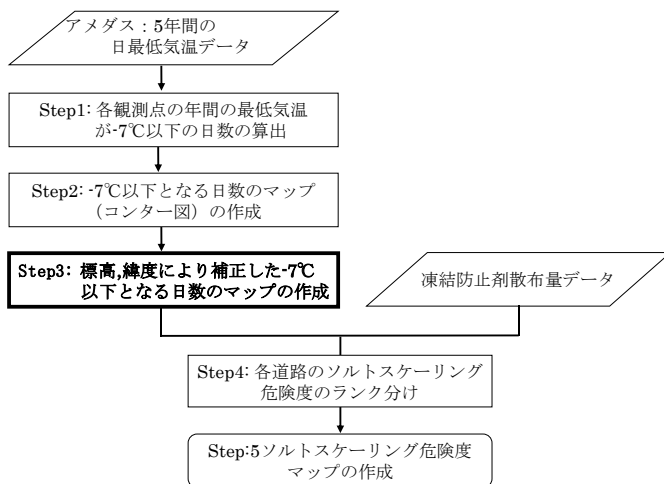 アメダス：5年間の
日最低気温データ
Step1: 各観測点の年間の最低気温
が-7℃以下の日数の算出
Step2: -7℃以下となる日数のマップ
（コンター図）の作成
Step3: 標高,緯度により補正した-7℃
以下となる日数のマップの作成
凍結防止剤散布量データ
Step4: 各道路のソルトスケーリング
危険度のランク分け
Step:5ソルトスケーリング危険度
マップの作成